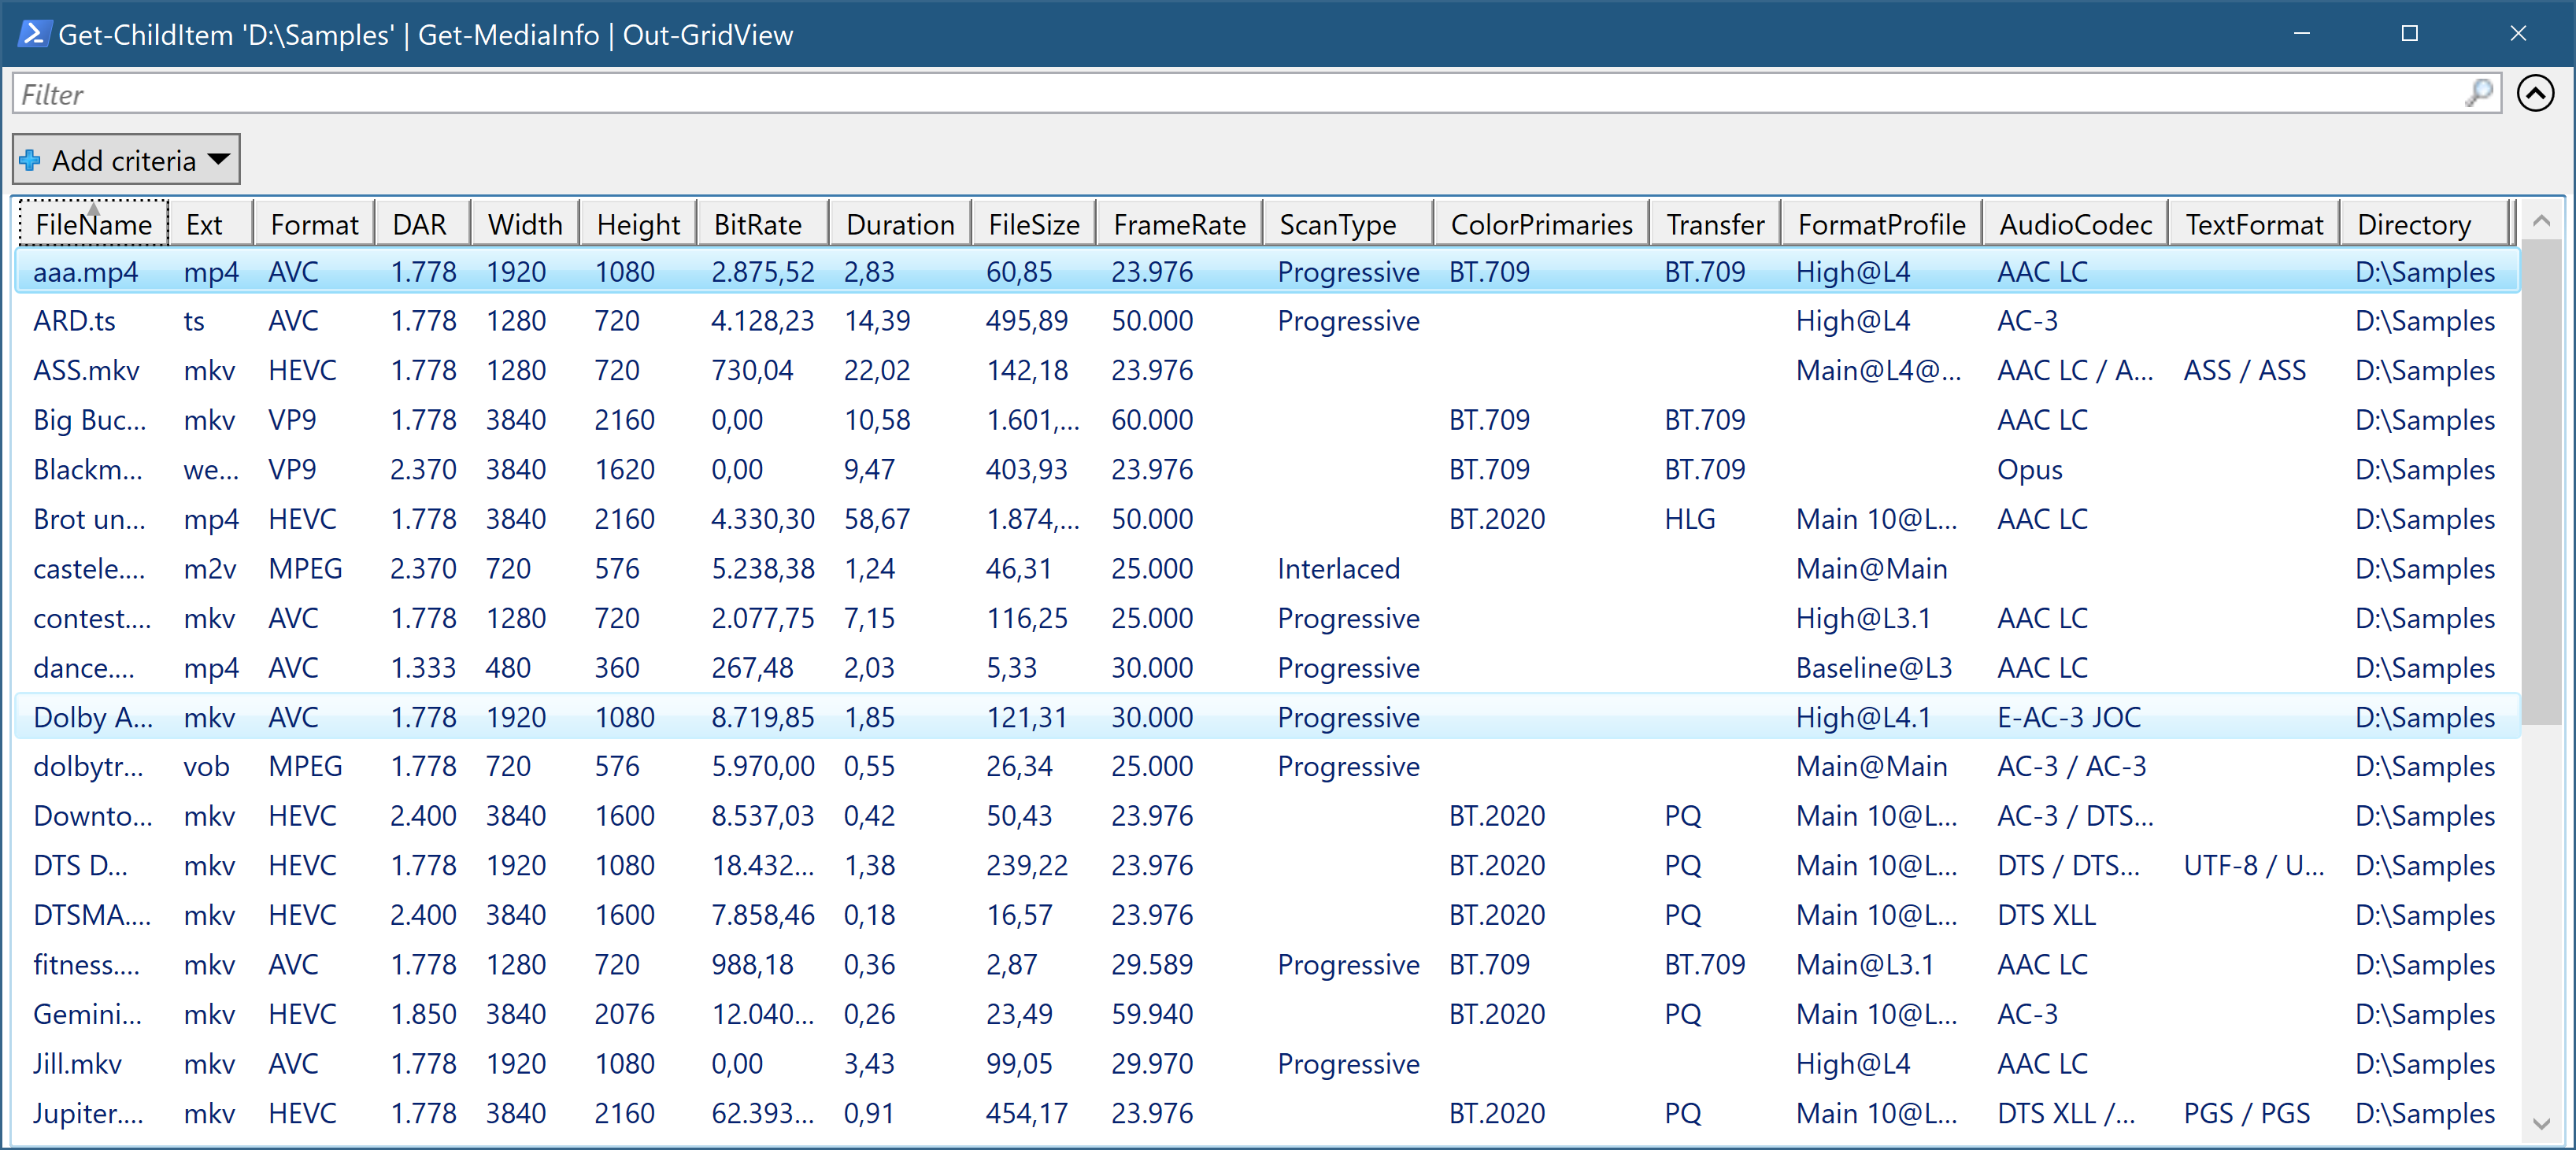 Get-ChildItem 'D:\Samples' | Get-MediaInfo | Out-GridView
Filter
Add criteria
FileName Ext Format DAR Width Height BitRate Duration FileSize FrameRate ScanType ColorPrimaries Transfer FormatProfile AudioCodec TextFormat Directory
aaa.mp4 mp4 AVC 1.778 1920 1080 2.875,52 2,83 60,85 23.976 Progressive BT.709 BT.709 High@L4 AAC LC D:\Samples
ARD.ts ts AVC 1.778 1280 720 4.128,23 14,39 495,89 50.000 Progressive High@L4 AC-3 D:\Samples
ASS.mkv mkv HEVC 1.778 1280 720 730,04 22,02 142,18 23.976 Main@L4@... AAC LC / A... ASS / ASS D:\Samples
Big Buc... mkv VP9 1.778 3840 2160 0,00 10,58 1.601,... 60.000 BT.709 BT.709 AAC LC D:\Samples
Blackm... we... VP9 2.370 3840 1620 0,00 9,47 403,93 23.976 BT.709 BT.709 Opus D:\Samples
Brot un... mp4 HEVC 1.778 3840 2160 4.330,30 58,67 1.874,... 50.000 BT.2020 HLG Main 10@L... AAC LC D:\Samples
castele.... m2v MPEG 2.370 720 576 5.238,38 1,24 46,31 25.000 Interlaced Main@Main D:\Samples
contest.... mkv AVC 1.778 1280 720 2.077,75 7,15 116,25 25.000 Progressive High@L3.1 AAC LC D:\Samples
dance.... mp4 AVC 1.333 480 360 267,48 2,03 5,33 30.000 Progressive Baseline@L3 AAC LC D:\Samples
Dolby A... mkv AVC 1.778 1920 1080 8.719,85 1,85 121,31 30.000 Progressive High@L4.1 E-AC-3 JOC D:\Samples
dolbytr... vob MPEG 1.778 720 576 5.970,00 0,55 26,34 25.000 Progressive Main@Main AC-3 / AC-3 D:\Samples
Downto... mkv HEVC 2.400 3840 1600 8.537,03 0,42 50,43 23.976 BT.2020 PQ Main 10@L... AC-3 / DTS... D:\Samples
DTS D... mkv HEVC 1.778 1920 1080 18.432... 1,38 239,22 23.976 BT.2020 PQ Main 10@L... DTS / DTS... UTF-8 / U... D:\Samples
DTSMA.... mkv HEVC 2.400 3840 1600 7.858,46 0,18 16,57 23.976 BT.2020 PQ Main 10@L... DTS XLL D:\Samples
fitness.... mkv AVC 1.778 1280 720 988,18 0,36 2,87 29.589 Progressive BT.709 BT.709 Main@L3.1 AAC LC D:\Samples
Gemini... mkv HEVC 1.850 3840 2076 12.040... 0,26 23,49 59.940 BT.2020 PQ Main 10@L... AC-3 D:\Samples
Jill.mkv mkv AVC 1.778 1920 1080 0,00 3,43 99,05 29.970 Progressive High@L4 AAC LC D:\Samples
Jupiter.... mkv HEVC 1.778 3840 2160 62.393... 0,91 454,17 23.976 BT.2020 PQ Main 10@L... DTS XLL /... PGS / PGS D:\Samples